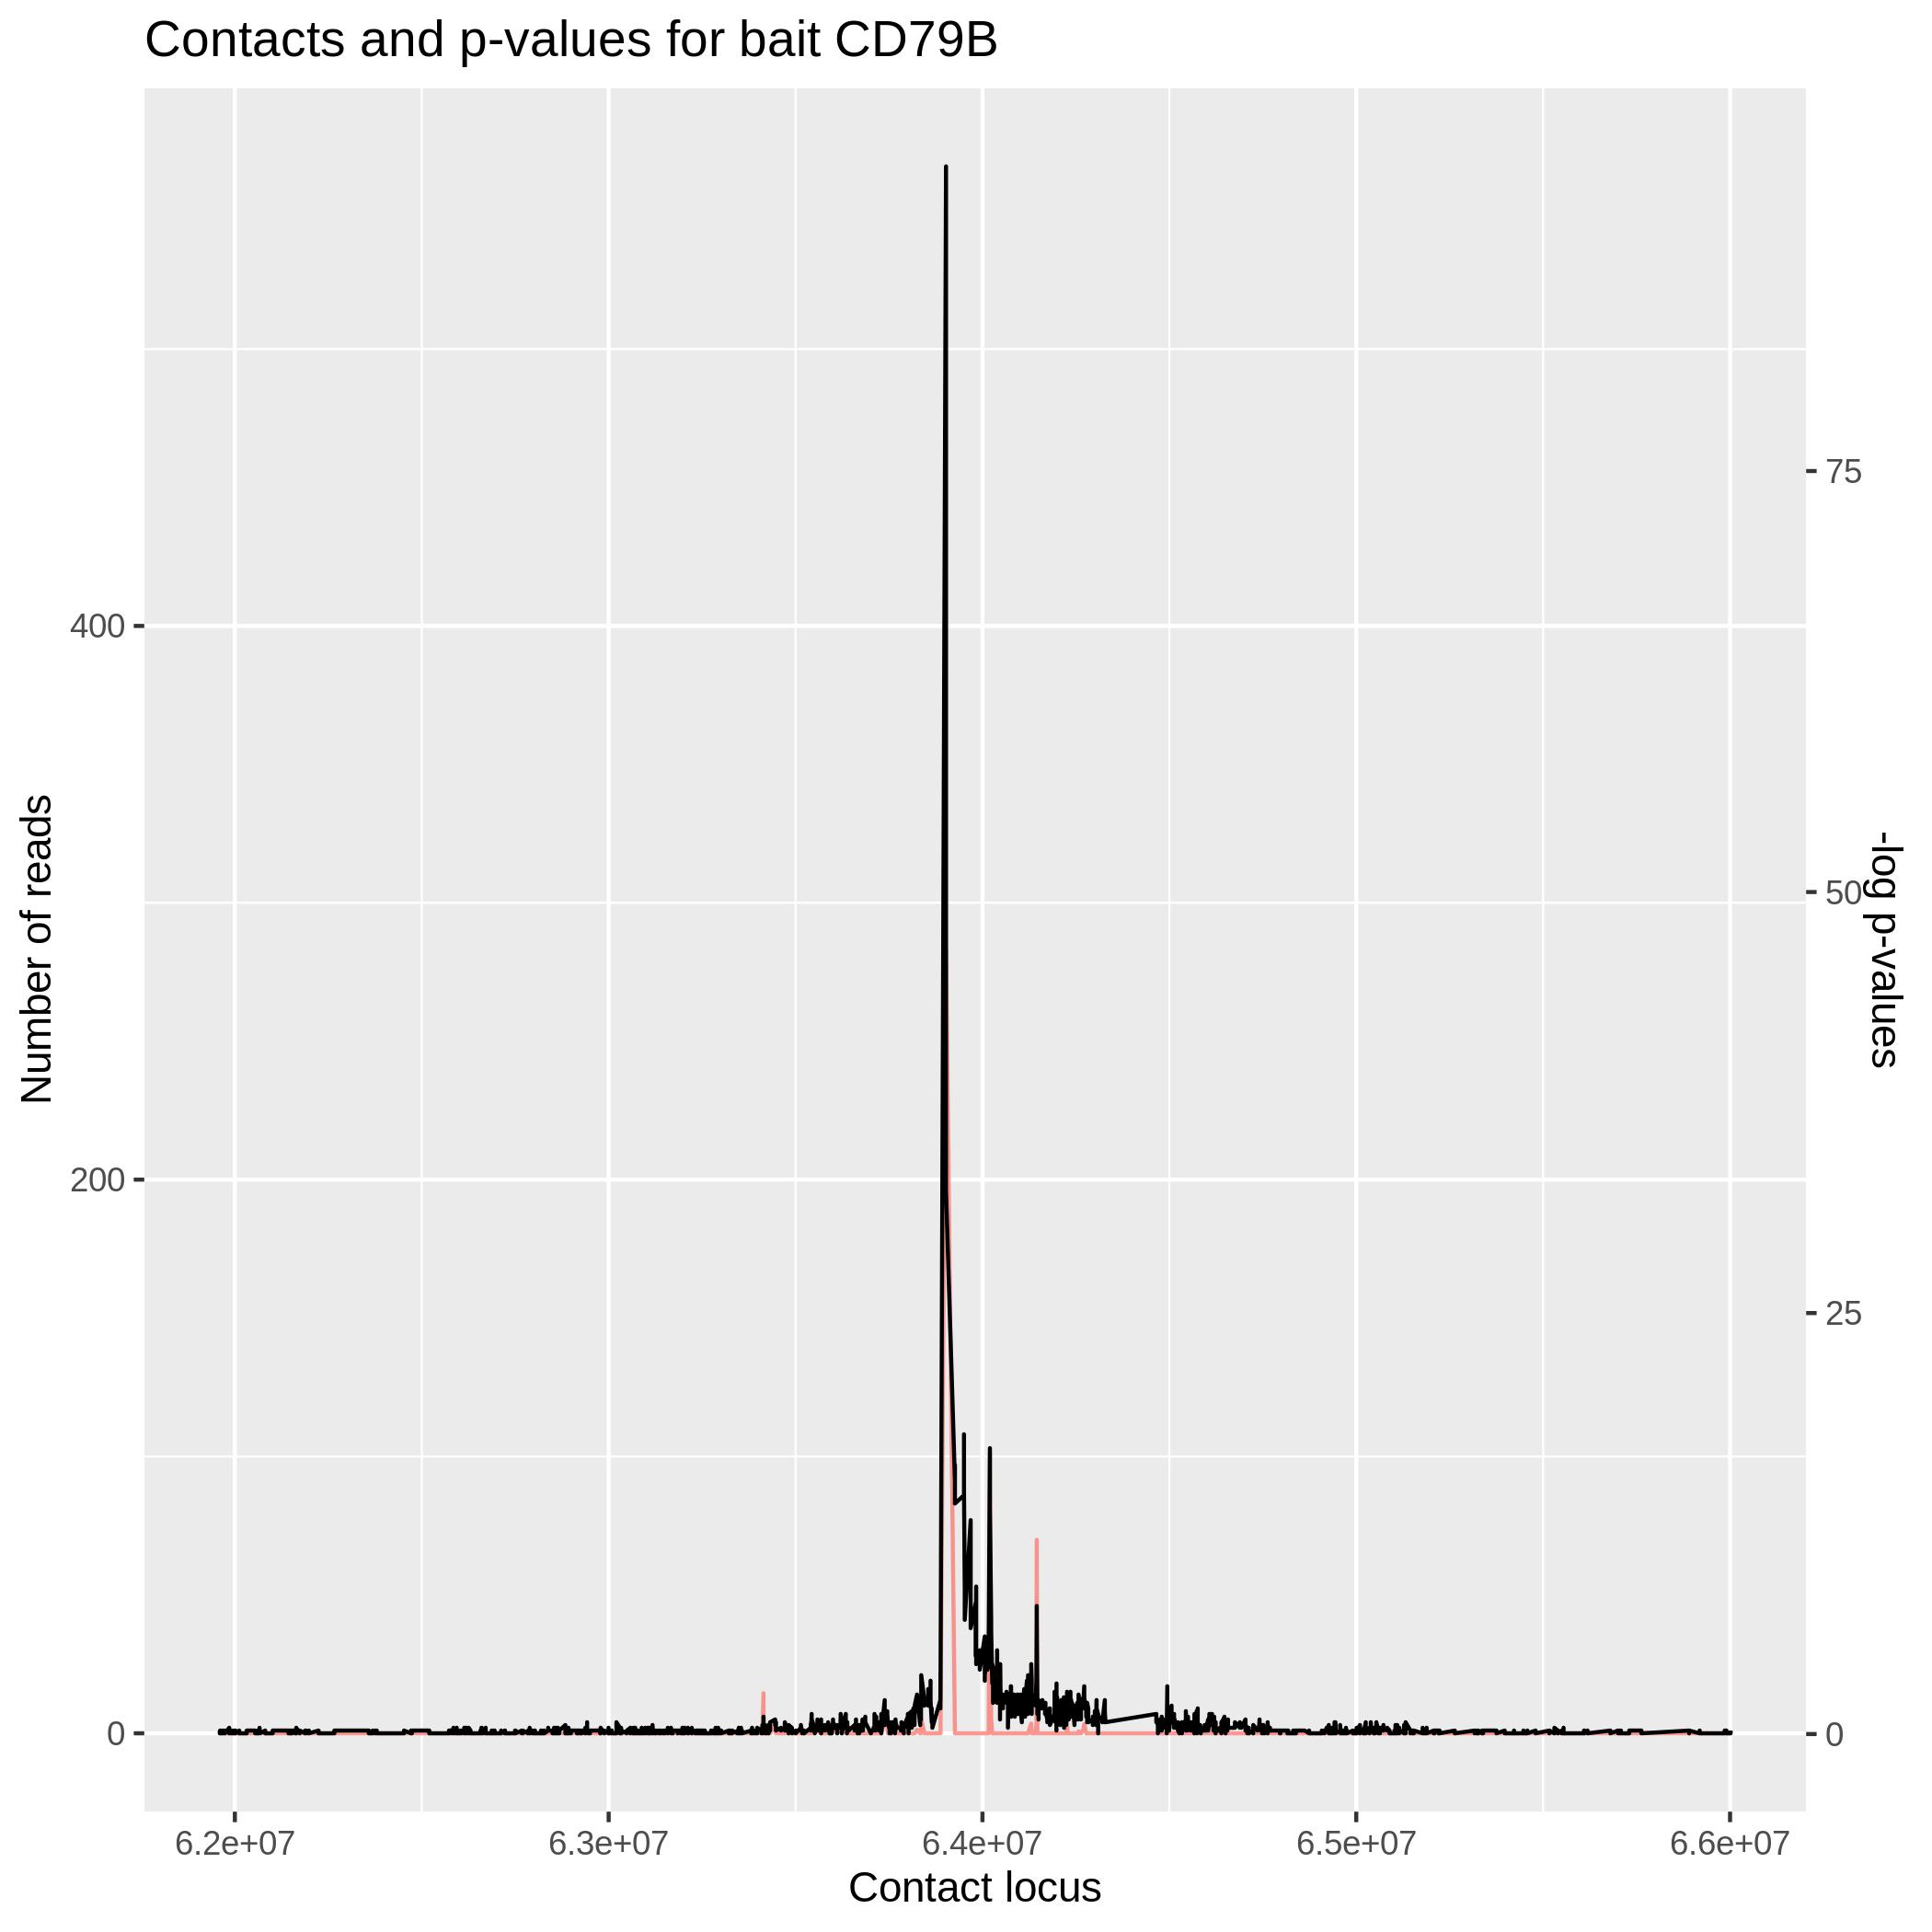 Contacts and p-values for bait CD79B
Number of reads
400
200
0
75
50
25
0
-log p-values
6.2e+07
6.3e+07
6.4e+07
6.5e+07
6.6e+07
Contact locus